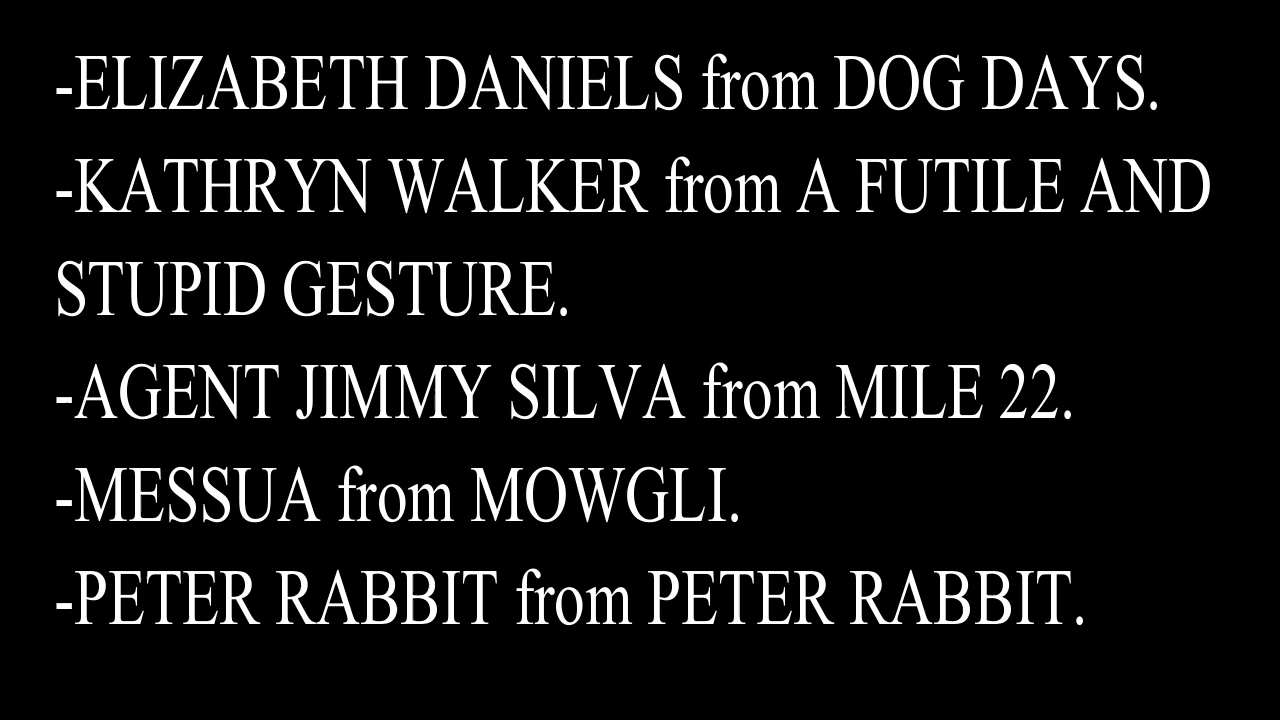 -ELIZABETH DANIELS from DOG DAYS.
-KATHRYN WALKER from A FUTILE AND
STUPID GESTURE.
-AGENT JIMMY SILVA from MILE 22.
-MESSUA from MOWGLI.
-PETER RABBIT from PETER RABBIT.